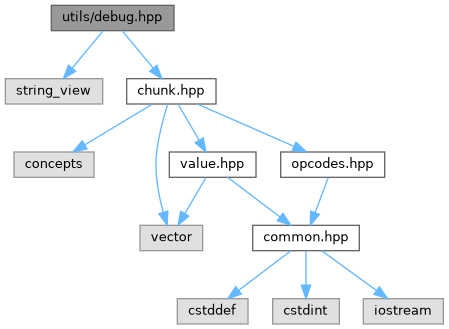 utils/debug.hpp
string_view
chunk.hpp
concepts
value.hpp
opcodes.hpp
vector
common.hpp
cstddef
cstdint
iostream